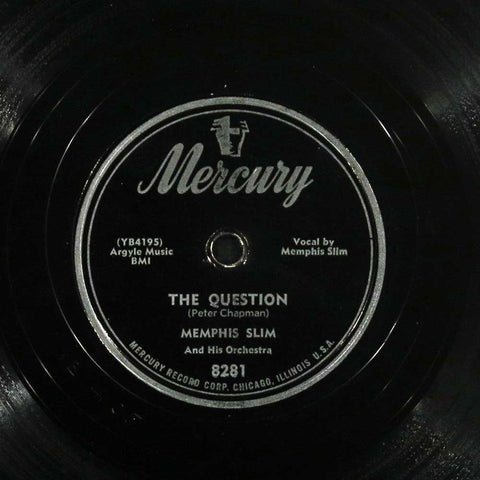 Mercury
(YB4195)
Argyle Music
BMI
Vocal by
Memphis Slim
THE QUESTION
(Peter Chapman)
MEMPHIS SLIM
And His Orchestra
8281
MERCURY RECORD CORP. CHICAGO, ILLINOIS U.S.A.